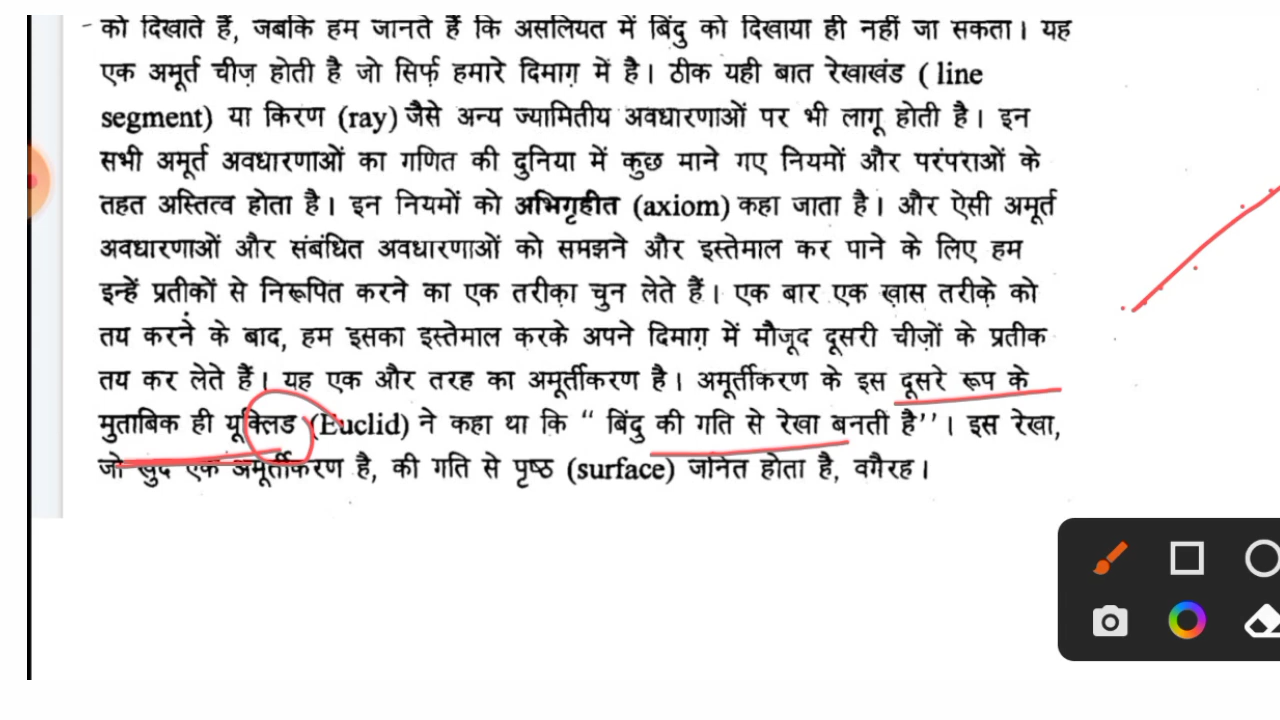 को दिखाते हैं, जबकि हम जानते हैं कि असलियत में बिंदु को दिखाया ही नहीं जा सकता। यह
एक अमूर्त चीज़ होती है जो सिर्फ़ हमारे दिमाग़ में है। ठीक यही बात रेखाखंड ( line
segment) या किरण (ray) जैसे अन्य ज्यामितीय अवधारणाओं पर भी लागू होती है। इन
सभी अमूर्त अवधारणाओं का गणित की दुनिया में कुछ माने गए नियमों और परंपराओं के
तहत अस्तित्व होता है। इन नियमों को अभिगृहीत (axiom) कहा जाता है। और ऐसी अमूर्त
अवधारणाओं और संबंधित अवधारणाओं को समझने और इस्तेमाल कर पाने के लिए हम
इन्हें प्रतीकों से निरूपित करने का एक तरीक़ा चुन लेते हैं। एक बार एक ख़ास तरीक़े को
तय करने के बाद, हम इसका इस्तेमाल करके अपने दिमाग़ में मौजूद दूसरी चीज़ों के प्रतीक
तय कर लेते हैं। यह एक और तरह का अमूर्तीकरण है। अमूर्तीकरण के इस दूसरे रूप के
मुताबिक ही यूक्लिड (Euclid) ने कहा था कि “ बिंदु की गति से रेखा बनती है’’। इस रेखा,
जो खुद एक अमूर्तीकरण है, की गति से पृष्ठ (surface) जनित होता है, वगैरह।